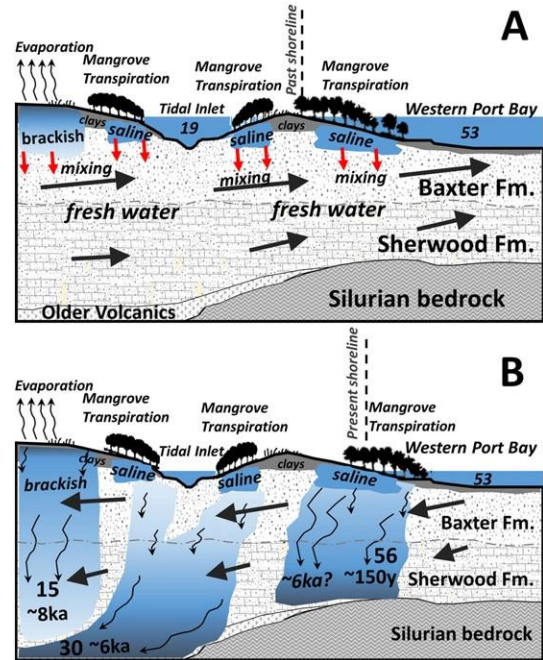 A
Past shoreline
Evaporation
Mangrove
Transpiration
Mangrove
Transpiration
Mangrove
Transpiration
Tidal Inlet
Western Port Bay
brackish
clays
saline
19
saline
clays
saline
53
mixing
mixing
mixing
Baxter Fm.
fresh water
fresh water
Sherwood Fm.
Silurian bedrock
Older Volcanics
B
Present shoreline
Evaporation
Mangrove
Transpiration
Mangrove
Transpiration
Mangrove
Transpiration
Tidal Inlet
Western Port Bay
clays
saline
saline
clays
saline
53
brackish
Baxter Fm.
15
~8ka
~6ka?
56
~150y
Sherwood Fm.
30 ~6ka
Silurian bedrock